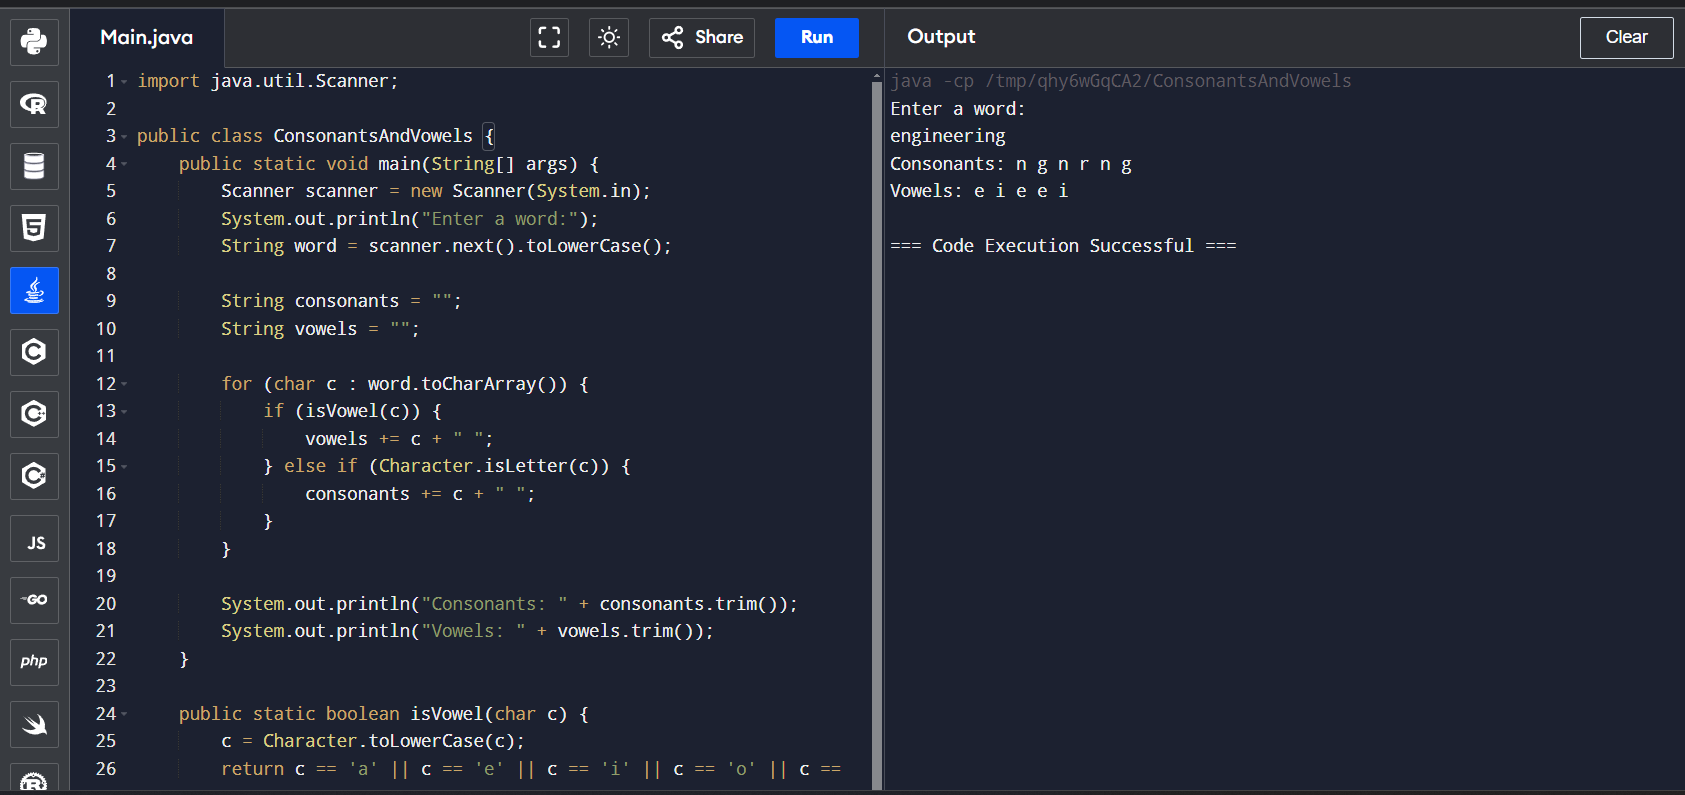 Main.java
Share
Run
Output
Clear
1 import java.util.Scanner;
2
3 public class ConsonantsAndVowels {
4     public static void main(String[] args) {
5         Scanner scanner = new Scanner(System.in);
6         System.out.println("Enter a word:");
7         String word = scanner.next().toLowerCase();
8
9         String consonants = "";
10         String vowels = "";
11
12         for (char c : word.toCharArray()) {
13             if (isVowel(c)) {
14                 vowels += c + " ";
15             } else if (Character.isLetter(c)) {
16                 consonants += c + " ";
17             }
18         }
19
20         System.out.println("Consonants: " + consonants.trim());
21         System.out.println("Vowels: " + vowels.trim());
22     }
23
24     public static boolean isVowel(char c) {
25         c = Character.toLowerCase(c);
26         return c == 'a' || c == 'e' || c == 'i' || c == 'o' || c ==
java -cp /tmp/qhy6wGqCA2/ConsonantsAndVowels
Enter a word:
engineering
Consonants: n g n r n g
Vowels: e i e e i
=== Code Execution Successful ===
R
5
C
C++
C#
JS
GO
php
R